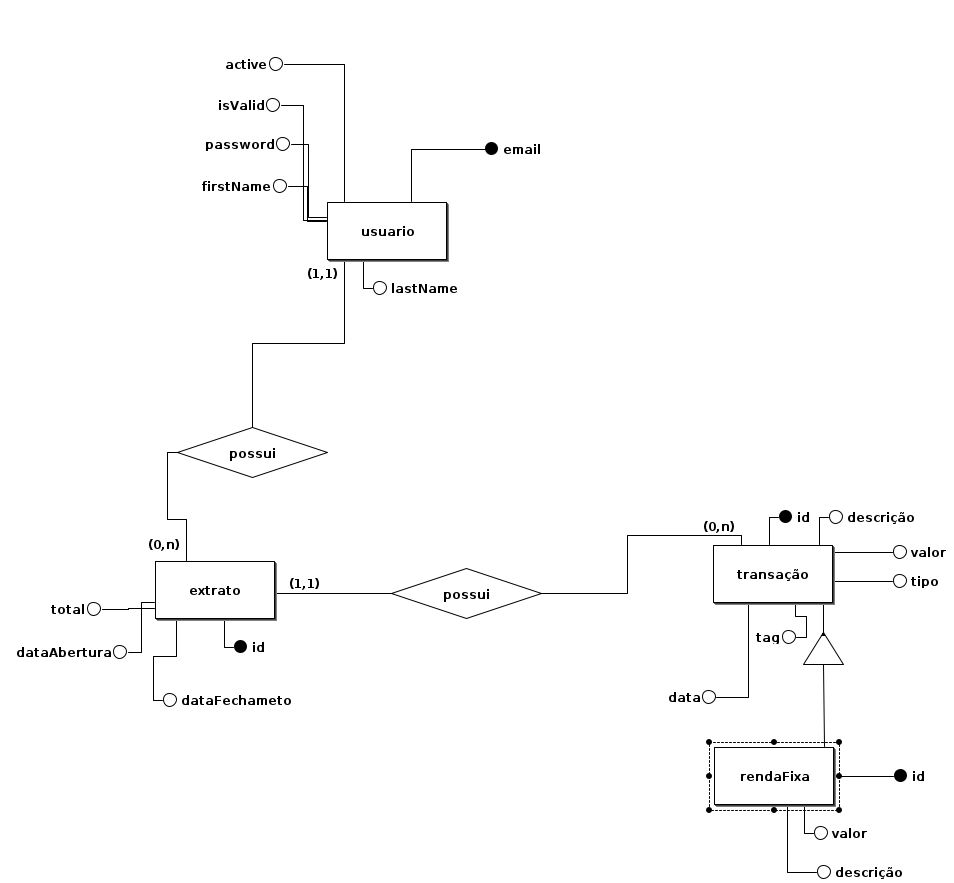 active
isValid
password
email
firstName
usuario
(1,1)
lastName
possui
(0,n)
id
descrição
(0,n)
valor
transação
(1,1)
tipo
extrato
possui
total
tag
id
dataAbertura
data
dataFechameto
rendaFixa
id
valor
descrição